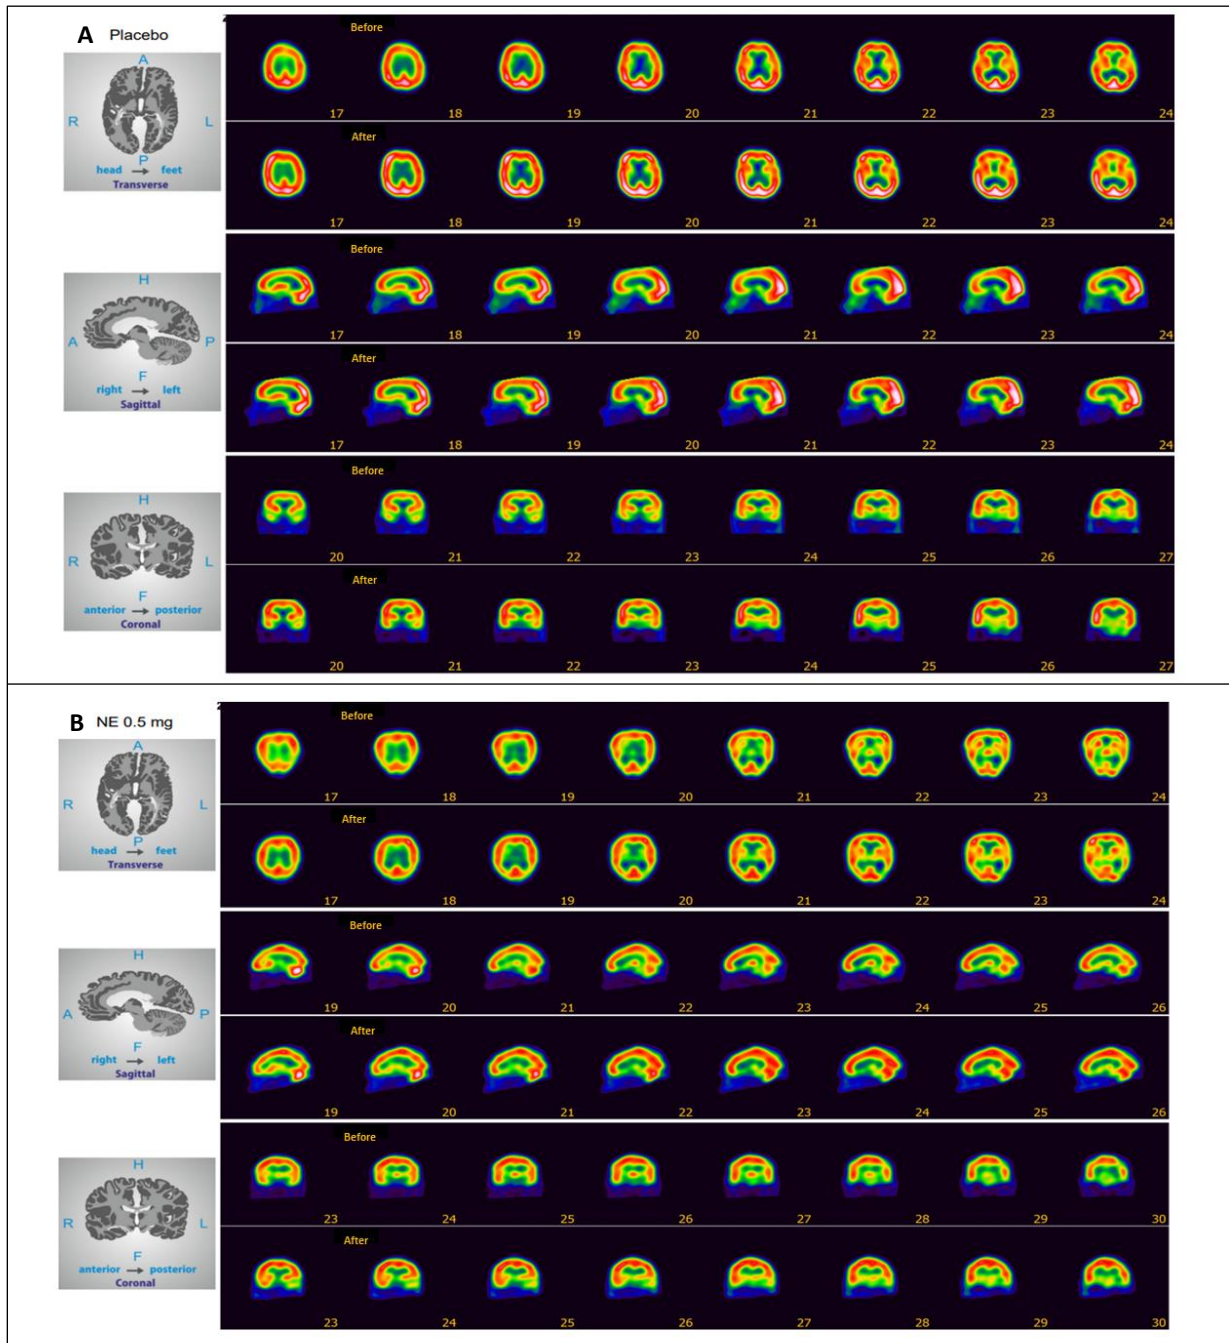 A Placebo
Before
A
R L
P
head → feet
Transverse
17 18 19 20 21 22 23 24
After
17 18 19 20 21 22 23 24
Before
H
A P
F
right → left
Sagittal
17 18 19 20 21 22 23 24
After
17 18 19 20 21 22 23 24
Before
H
R L
F
anterior → posterior
Coronal
20 21 22 23 24 25 26 27
After
20 21 22 23 24 25 26 27
B NE 0.5 mg
Before
A
R L
P
head → feet
Transverse
17 18 19 20 21 22 23 24
After
17 18 19 20 21 22 23 24
Before
H
A P
F
right → left
Sagittal
19 20 21 22 23 24 25 26
After
19 20 21 22 23 24 25 26
Before
H
R L
F
anterior → posterior
Coronal
23 24 25 26 27 28 29 30
After
23 24 25 26 27 28 29 30